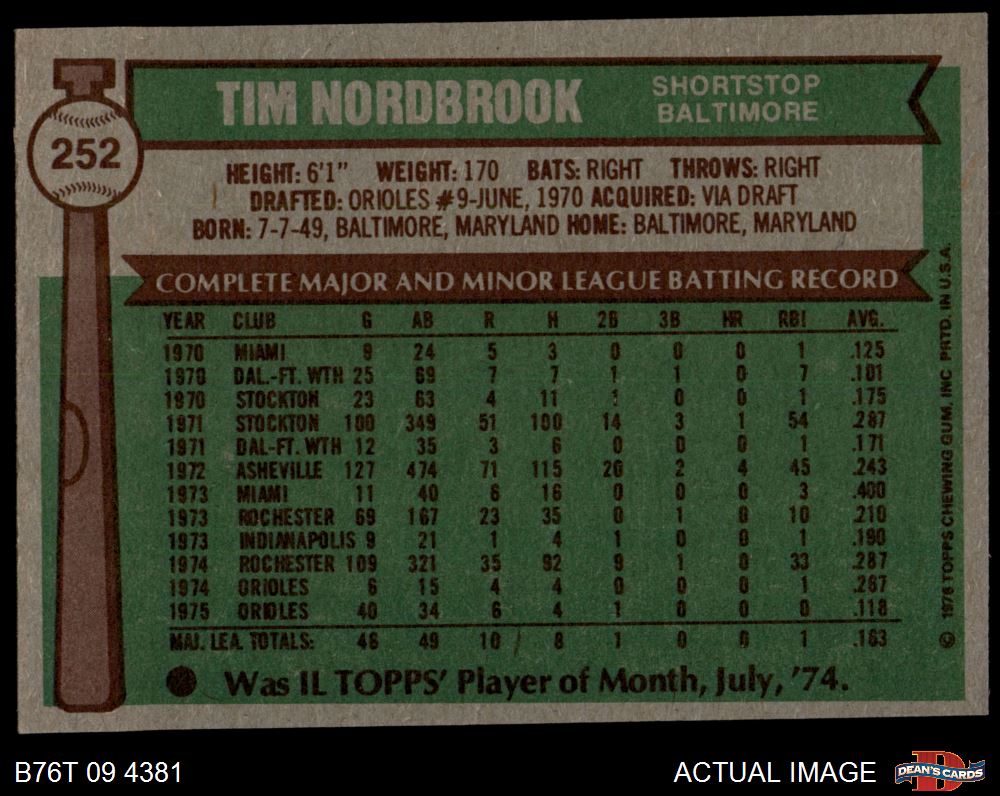 252
TIM NORDBROOK
SHORTSTOP
BALTIMORE
HEIGHT: 6'1" WEIGHT: 170 BATS: RIGHT THROWS: RIGHT
DRAFTED: ORIOLES #9-JUNE, 1970 ACQUIRED: VIA DRAFT
BORN: 7-7-49, BALTIMORE, MARYLAND HOME: BALTIMORE, MARYLAND
COMPLETE MAJOR AND MINOR LEAGUE BATTING RECORD
YEAR CLUB G AB R H 2B 3B HR RBI AVG.
1970 MIAMI 9 24 5 3 0 0 0 1 .125
1970 DAL.-FT. WTH 25 69 7 7 1 1 0 7 .101
1970 STOCKTON 23 63 4 11 1 0 0 1 .175
1971 STOCKTON 100 349 51 100 14 3 1 54 .287
1971 DAL-FT. WTH 12 35 3 6 0 0 0 1 .171
1972 ASHEVILLE 127 474 71 115 20 2 4 45 .243
1973 MIAMI 11 40 6 16 0 0 0 3 .400
1973 ROCHESTER 69 167 23 35 0 1 0 10 .210
1973 INDIANAPOLIS 9 21 1 4 1 0 0 1 .190
1974 ROCHESTER 109 321 35 92 9 1 0 33 .287
1974 ORIOLES 6 15 4 4 0 0 0 1 .267
1975 ORIOLES 40 34 6 4 1 0 0 0 .118
MAJ. LEA. TOTALS: 46 49 10 8 1 0 0 1 .163
Was IL TOPPS' Player of Month, July, '74.
© 1976 TOPPS CHEWING GUM, INC PRTD. IN U.S.A.
B76T 09 4381
ACTUAL IMAGE
DEAN'S CARDS